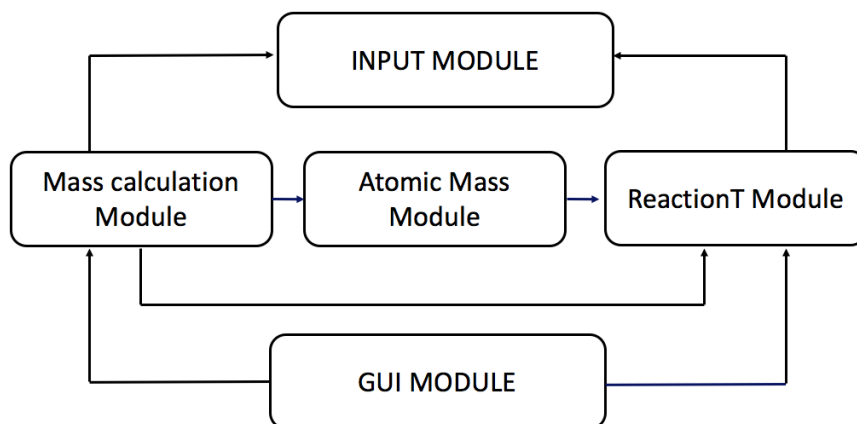 INPUT MODULE
Mass calculation
Module
Atomic Mass
Module
ReactionT Module
GUI MODULE